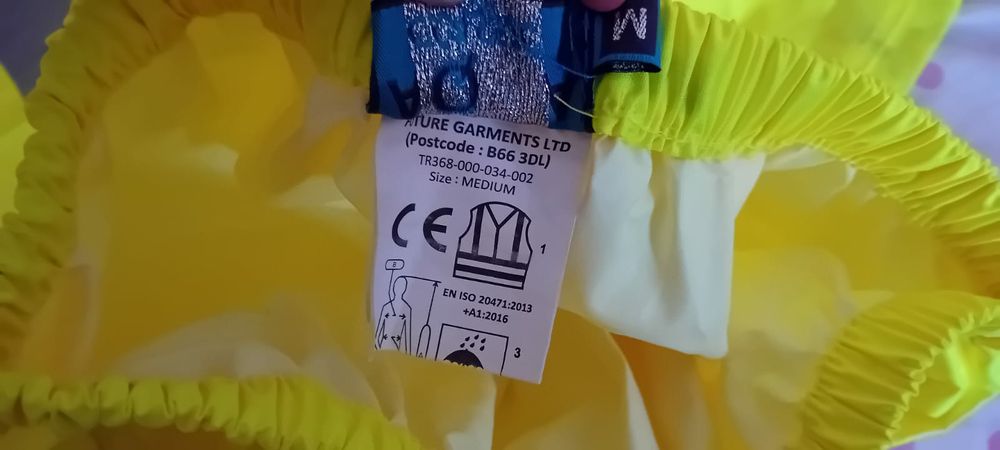 M
ATURE GARMENTS LTD
(Postcode : B66 3DL)
TR368-000-034-002
Size : MEDIUM
CE
1
B
EN ISO 20471:2013
+A1:2016
3